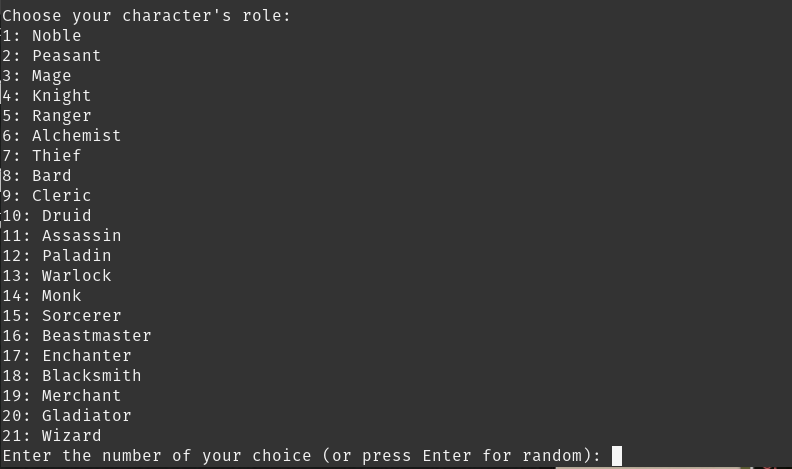 Choose your character's role:
1: Noble
2: Peasant
3: Mage
4: Knight
5: Ranger
6: Alchemist
7: Thief
8: Bard
9: Cleric
10: Druid
11: Assassin
12: Paladin
13: Warlock
14: Monk
15: Sorcerer
16: Beastmaster
17: Enchanter
18: Blacksmith
19: Merchant
20: Gladiator
21: Wizard
Enter the number of your choice (or press Enter for random):